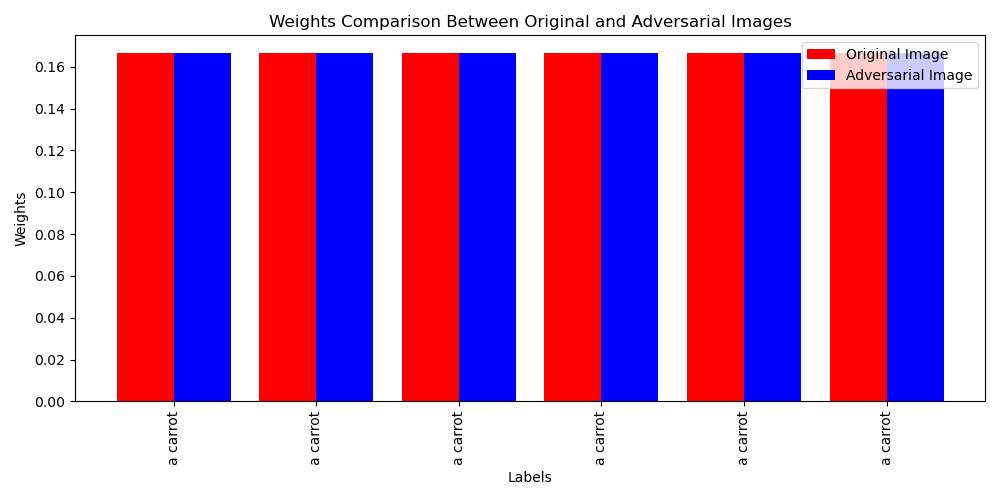 Weights Comparison Between Original and Adversarial Images
Original Image
Adversarial Image
Weights
0.16
0.14
0.12
0.10
0.08
0.06
0.04
0.02
0.00
a carrot
a carrot
a carrot
a carrot
a carrot
a carrot
Labels